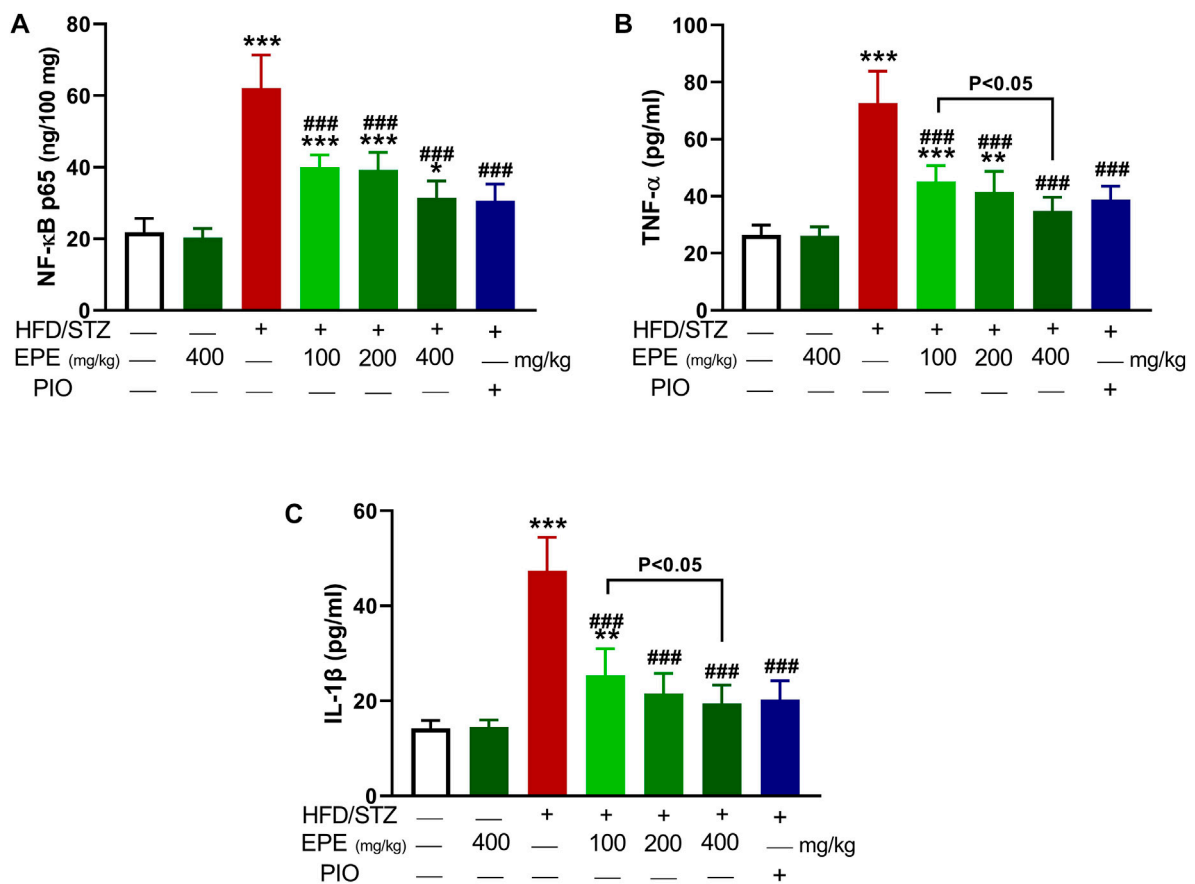 A
NF-κB p65 (ng/100 mg)
80
60
40
20
0
***
###
***
###
***
###
*
###
HFD/STZ — — + + + + +
EPE (mg/kg) — 400 — 100 200 400 — mg/kg
PIO — — — — — — +
B
TNF-α (pg/ml)
100
80
60
40
20
0
***
P<0.05
###
***
###
**
###
###
HFD/STZ — — + + + + +
EPE (mg/kg) — 400 — 100 200 400 — mg/kg
PIO — — — — — — +
C
IL-1β (pg/ml)
60
40
20
0
***
P<0.05
###
**
###
###
###
HFD/STZ — — + + + + +
EPE (mg/kg) — 400 — 100 200 400 — mg/kg
PIO — — — — — — +